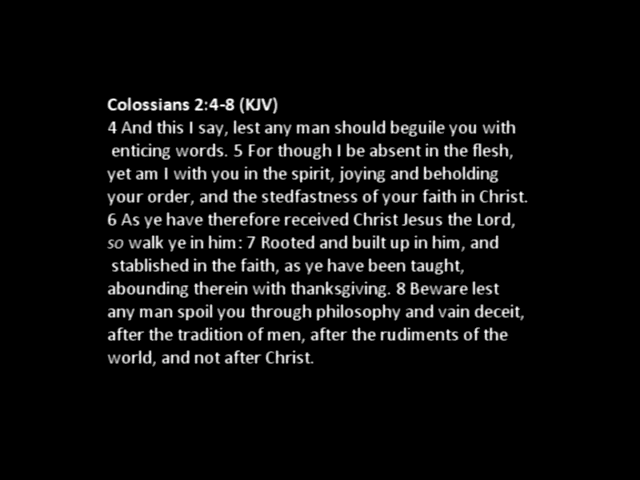 Colossians 2:4-8 (KJV)
4 And this I say, lest any man should beguile you with
enticing words. 5 For though I be absent in the flesh,
yet am I with you in the spirit, joying and beholding
your order, and the stedfastness of your faith in Christ.
6 As ye have therefore received Christ Jesus the Lord,
so walk ye in him: 7 Rooted and built up in him, and
stablished in the faith, as ye have been taught,
abounding therein with thanksgiving. 8 Beware lest
any man spoil you through philosophy and vain deceit,
after the tradition of men, after the rudiments of the
world, and not after Christ.